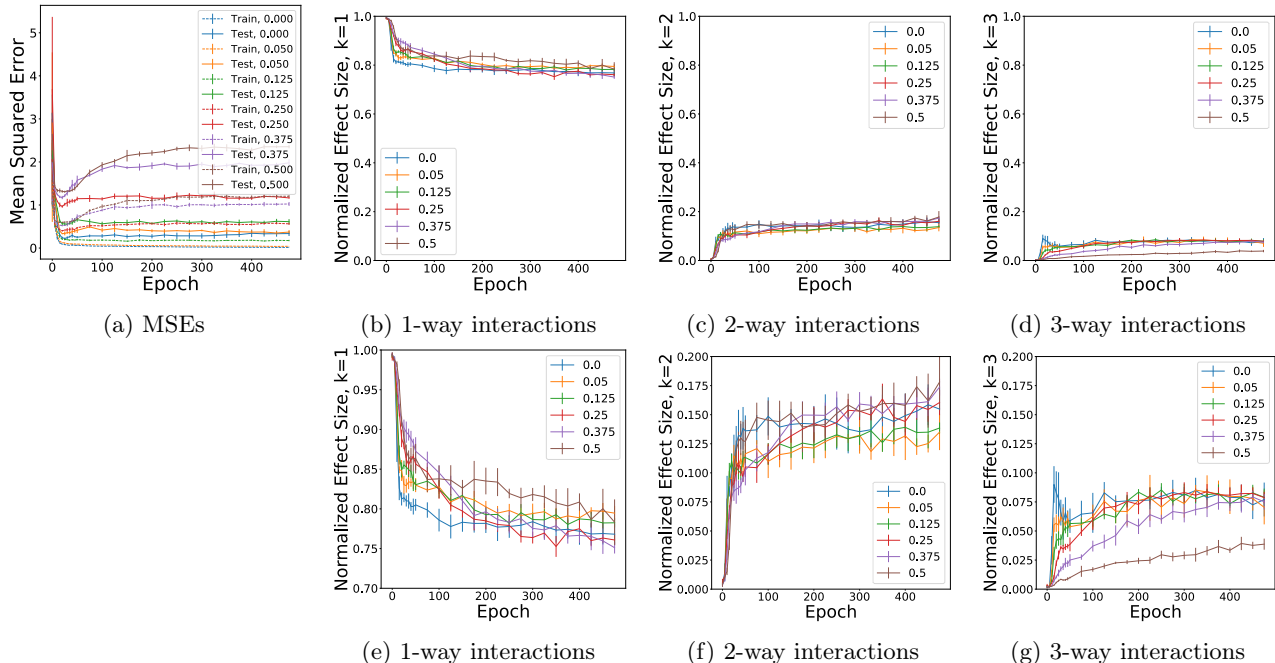 Mean Squared Error
5
4
3
2
1
0
0 100 200 300 400
Epoch
Train, 0.000
Test, 0.000
Train, 0.050
Test, 0.050
Train, 0.125
Test, 0.125
Train, 0.250
Test, 0.250
Train, 0.375
Test, 0.375
Train, 0.500
Test, 0.500
(a) MSEs
Normalized Effect Size, k=1
1.0
0.8
0.6
0.4
0.2
0.0
0 100 200 300 400
Epoch
0.0
0.05
0.125
0.25
0.375
0.5
(b) 1-way interactions
Normalized Effect Size, k=2
1.0
0.8
0.6
0.4
0.2
0.0
0 100 200 300 400
Epoch
0.0
0.05
0.125
0.25
0.375
0.5
(c) 2-way interactions
Normalized Effect Size, k=3
1.0
0.8
0.6
0.4
0.2
0.0
0 100 200 300 400
Epoch
0.0
0.05
0.125
0.25
0.375
0.5
(d) 3-way interactions
Normalized Effect Size, k=1
1.00
0.95
0.90
0.85
0.80
0.75
0.70
0 100 200 300 400
Epoch
0.0
0.05
0.125
0.25
0.375
0.5
(e) 1-way interactions
Normalized Effect Size, k=2
0.200
0.175
0.150
0.125
0.100
0.075
0.050
0.025
0.000
0 100 200 300 400
Epoch
0.0
0.05
0.125
0.25
0.375
0.5
(f) 2-way interactions
Normalized Effect Size, k=3
0.200
0.175
0.150
0.125
0.100
0.075
0.050
0.025
0.000
0 100 200 300 400
Epoch
0.0
0.05
0.125
0.25
0.375
0.5
(g) 3-way interactions